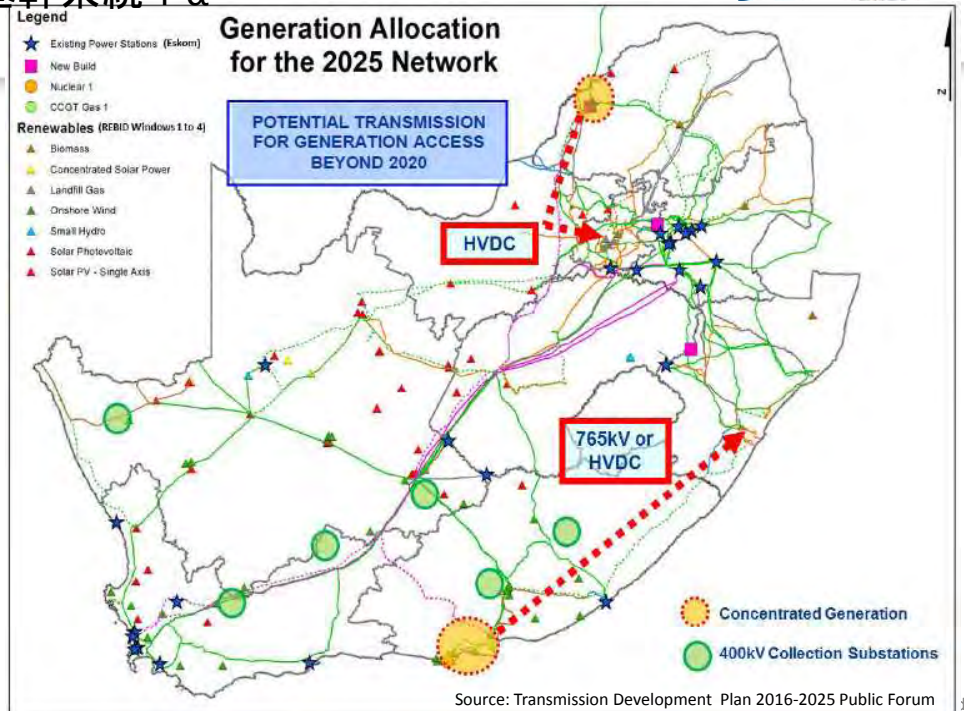 Legend
Existing Power Stations (Eskom)
New Build
Nuclear 1
CCGT Gas 1
Renewables (REBID Windows 1 to 4)
Biomass
Concentrated Solar Power
Landfill Gas
Onshore Wind
Small Hydro
Solar Photovoltaic
Solar PV - Single Axis
Generation Allocation
for the 2025 Network
POTENTIAL TRANSMISSION
FOR GENERATION ACCESS
BEYOND 2020
N
HVDC
765kV or
HVDC
Concentrated Generation
400kV Collection Substations
Source: Transmission Development Plan 2016-2025 Public Forum